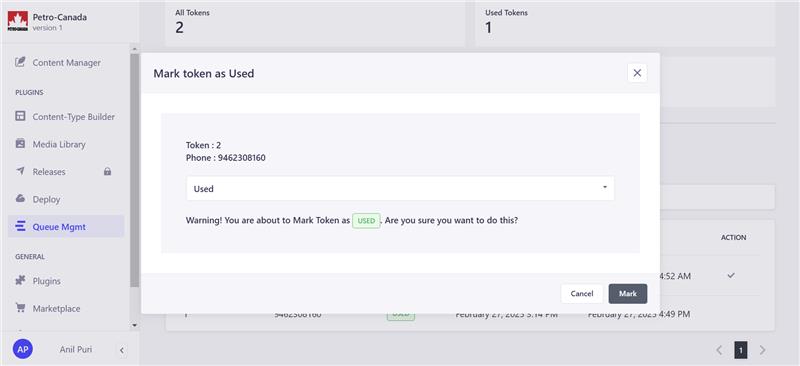 All Tokens
2
Used Tokens
1
PETRO-CANADA
Petro-Canada
version 1
Content Manager
PLUGINS
Content-Type Builder
Media Library
Releases
Deploy
Queue Mgmt
GENERAL
Plugins
Marketplace
AP
Anil Puri
Mark token as Used
Token : 2
Phone : 9462308160
Used
Warning! You are about to Mark Token as USED. Are you sure you want to do this?
Cancel
Mark
ACTION
4:52 AM
1 9462308160 USED February 27, 2025 3:14 PM February 27, 2025 4:49 PM
1